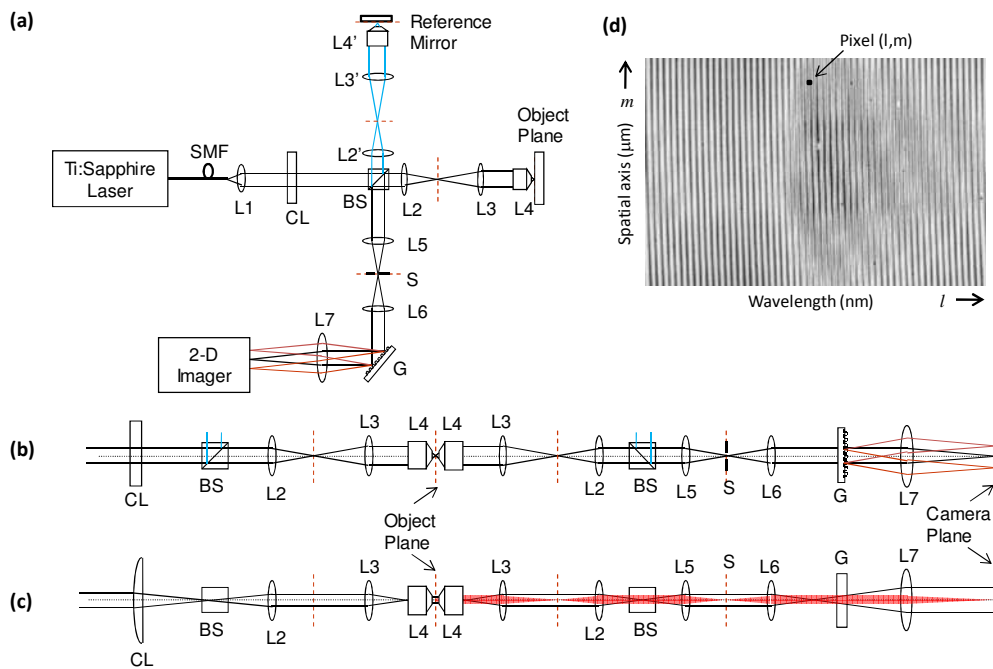 (a)
Reference
Mirror
L4'
L3'
L2'
Object
Plane
SMF
Ti:Sapphire
Laser
L1
CL
BS
L2
L3
L4
L5
S
L6
L7
2-D
Imager
G
(d)
Pixel (l,m)
m
Spatial axis (μm)
Wavelength (nm)
l
(b)
CL
BS
L2
L3
L4
L4
L3
L2
BS
L5
S
L6
G
L7
Object
Plane
Camera
Plane
(c)
CL
BS
L2
L3
L4
L4
L3
L2
BS
L5
S
L6
G
L7